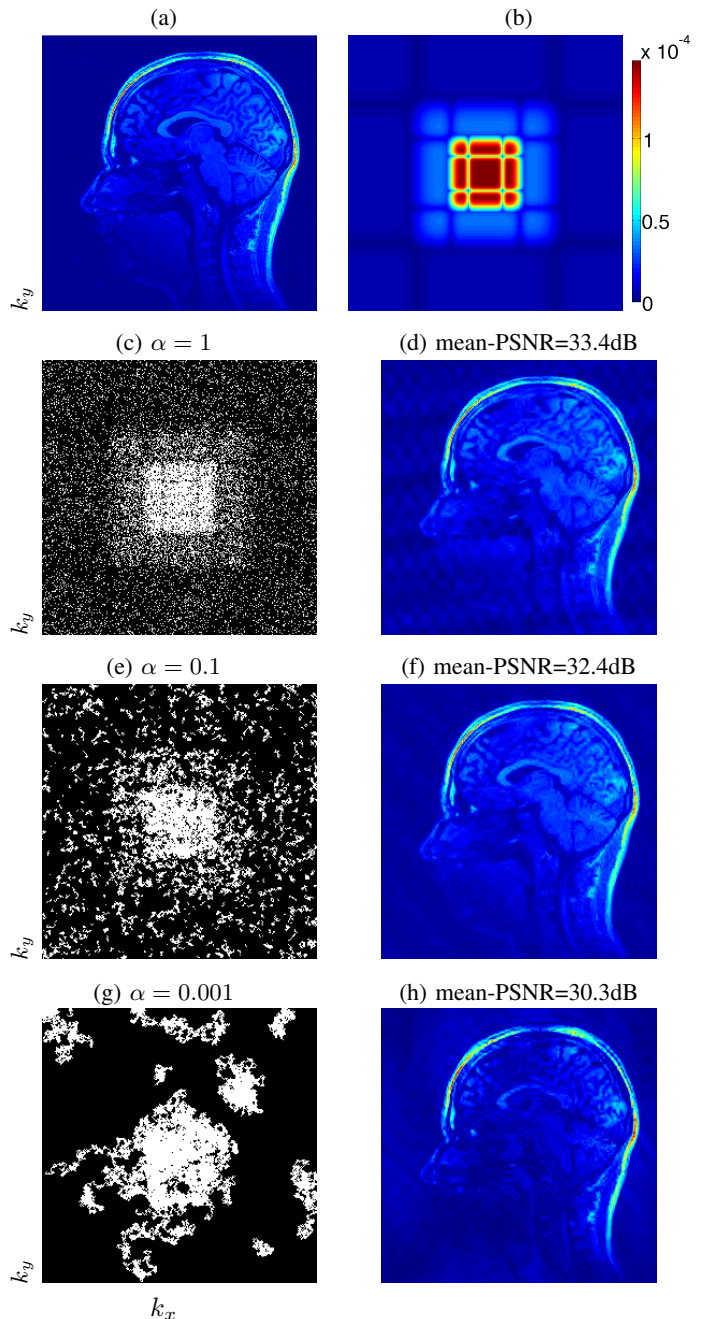 (a) (b)
x 10⁻⁴
1
0.5
0
k_y
(c) α = 1 (d) mean-PSNR=33.4dB
k_y
(e) α = 0.1 (f) mean-PSNR=32.4dB
k_y
(g) α = 0.001 (h) mean-PSNR=30.3dB
k_y
k_x